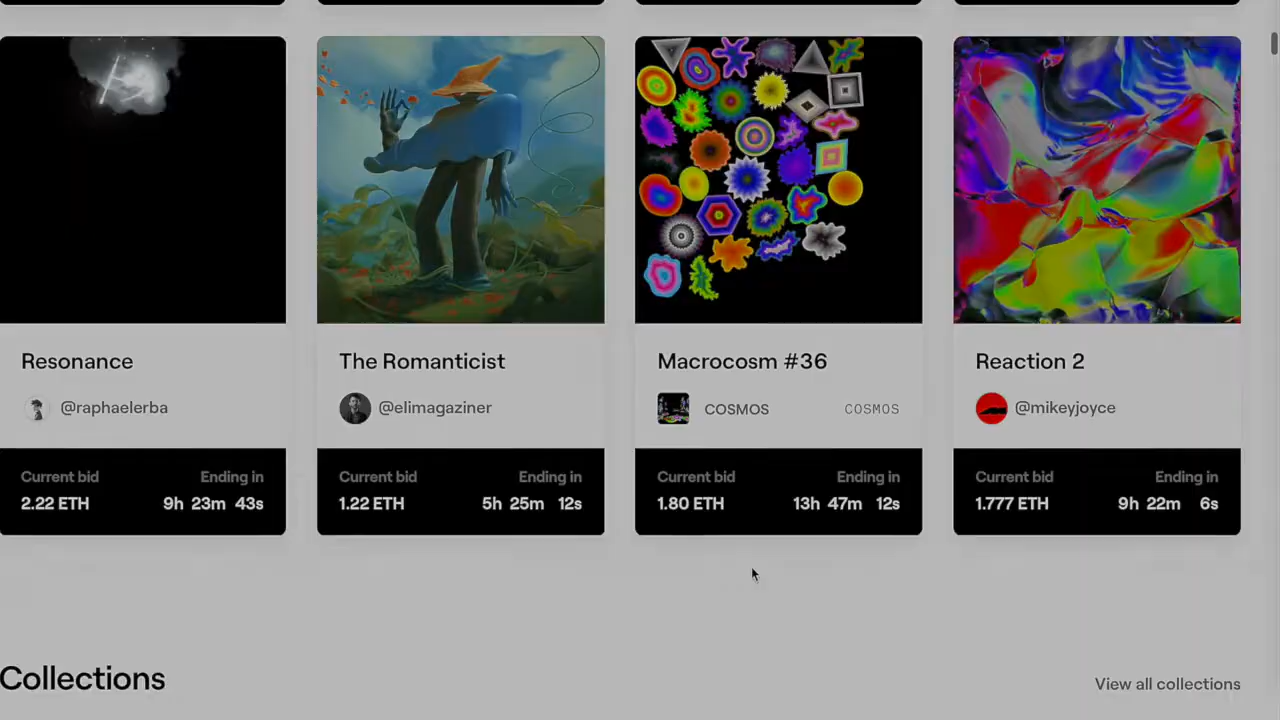 Resonance
@raphaelerba
Current bid
Ending in
2.22 ETH
9h 23m 43s
The Romanticist
@elimagaziner
Current bid
Ending in
1.22 ETH
5h 25m 12s
Macrocosm #36
COSMOS
COSMOS
Current bid
Ending in
1.80 ETH
13h 47m 12s
Reaction 2
@mikeyjoyce
Current bid
Ending in
1.777 ETH
9h 22m 6s
Collections
View all collections